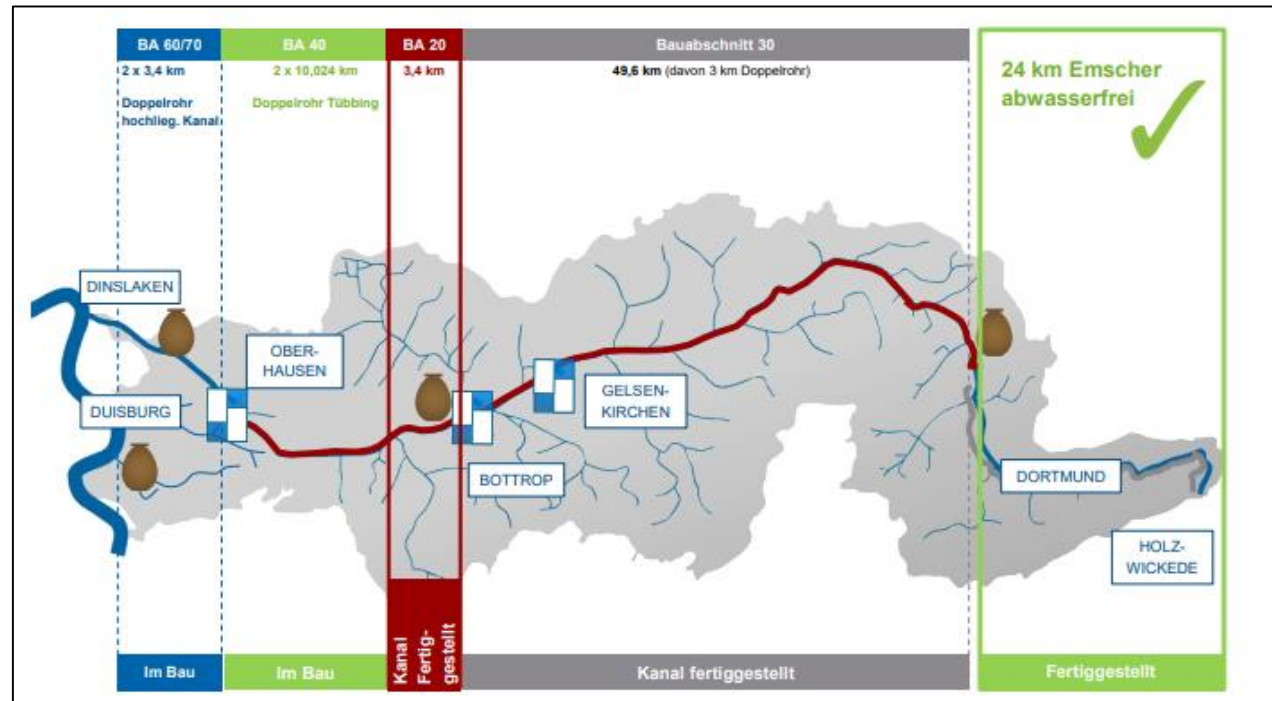 BA 60/70
BA 40
BA 20
Bauabschnitt 30
2 x 3,4 km
2 x 10,024 km
3,4 km
49,6 km (davon 3 km Doppelrohr)
Doppelrohr
hochlieg. Kanal
Doppelrohr Tübbing
24 km Emscher
abwasserfrei
DINSLAKEN
OBER-
HAUSEN
DUISBURG
GELSEN-
KIRCHEN
BOTTROP
DORTMUND
HOLZ-
WICKEDE
Im Bau
Im Bau
Kanal
Fertig-
gestellt
Kanal fertiggestellt
Fertiggestellt